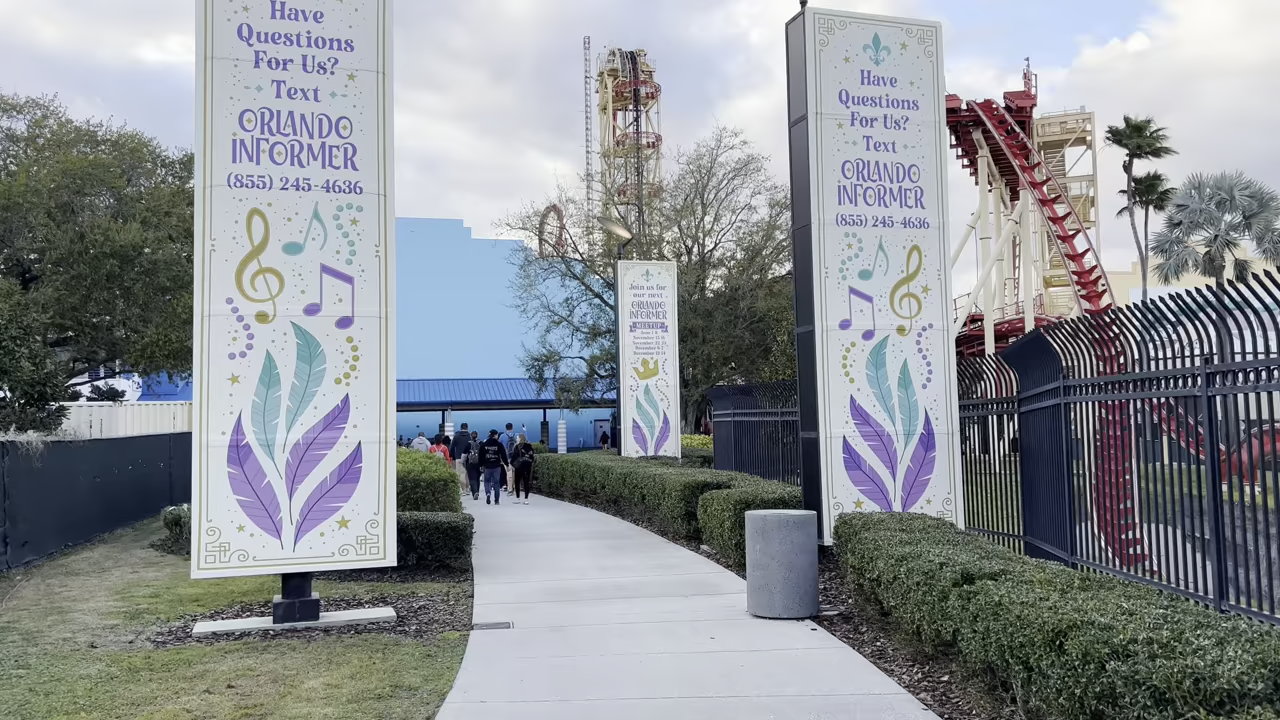 Have
Questions
For Us?
Text
ORLANDO
INFORMER
(855) 245-4636
Have
Questions
For Us?
Text
ORLANDO
INFORMER
(855) 245-4636
Join us for
our next
ORLANDO
INFORMER
MEETUP